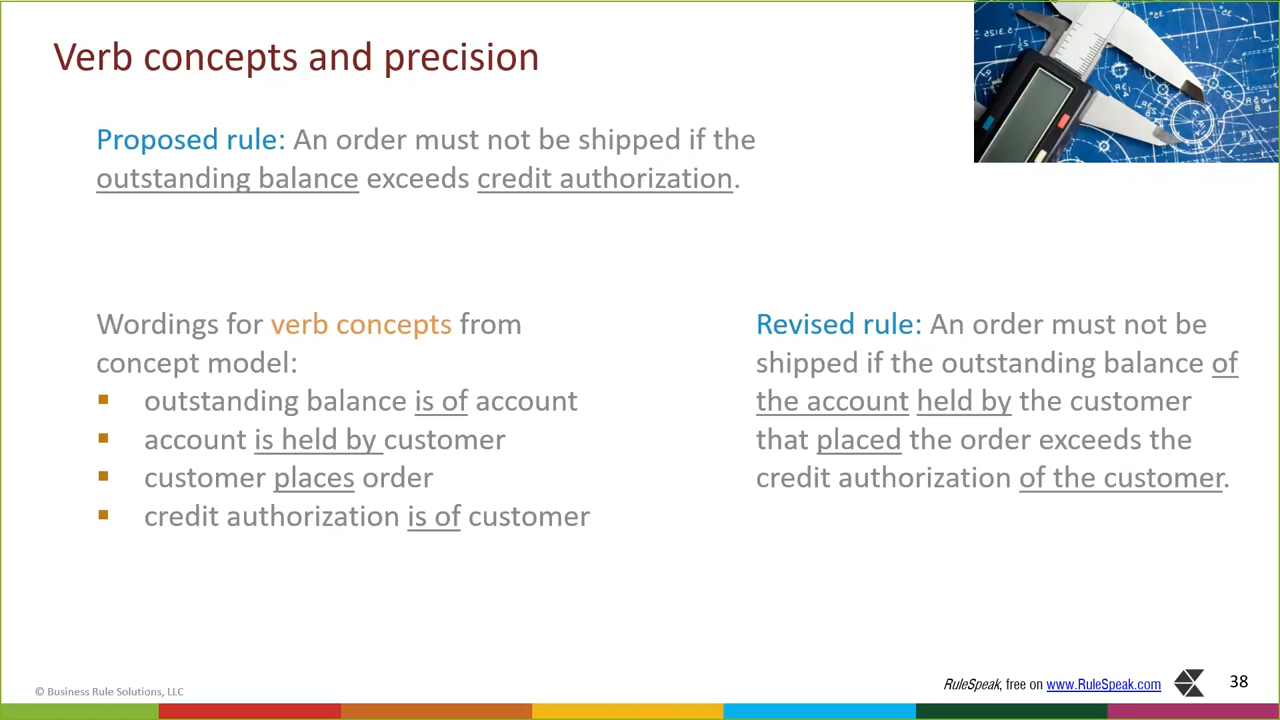 Verb concepts and precision
Proposed rule: An order must not be shipped if the
outstanding balance exceeds credit authorization.
Wordings for verb concepts from
concept model:
▪ outstanding balance is of account
▪ account is held by customer
▪ customer places order
▪ credit authorization is of customer
Revised rule: An order must not be
shipped if the outstanding balance of
the account held by the customer
that placed the order exceeds the
credit authorization of the customer.
© Business Rule Solutions, LLC
RuleSpeak, free on www.RuleSpeak.com
38